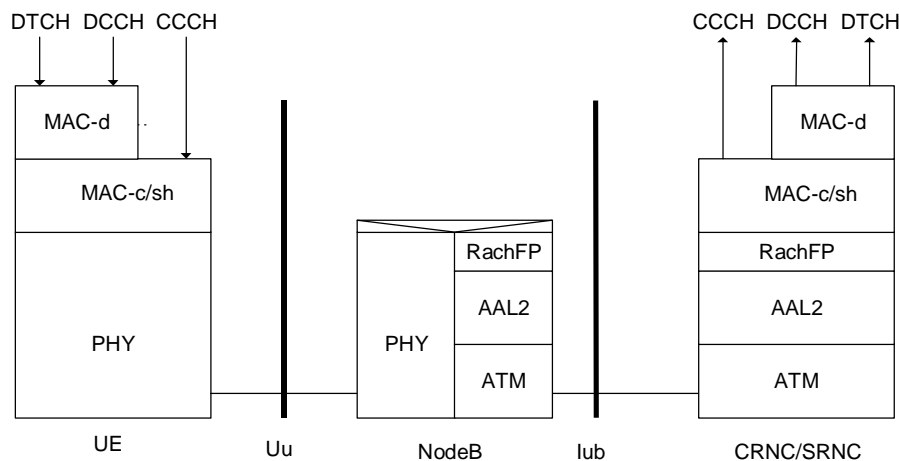 DTCH DCCH CCCH CCCH DCCH DTCH
MAC-d MAC-d
MAC-c/sh MAC-c/sh
RachFP RachFP
AAL2 AAL2
PHY PHY
ATM ATM
UE Uu NodeB Iub CRNC/SRNC